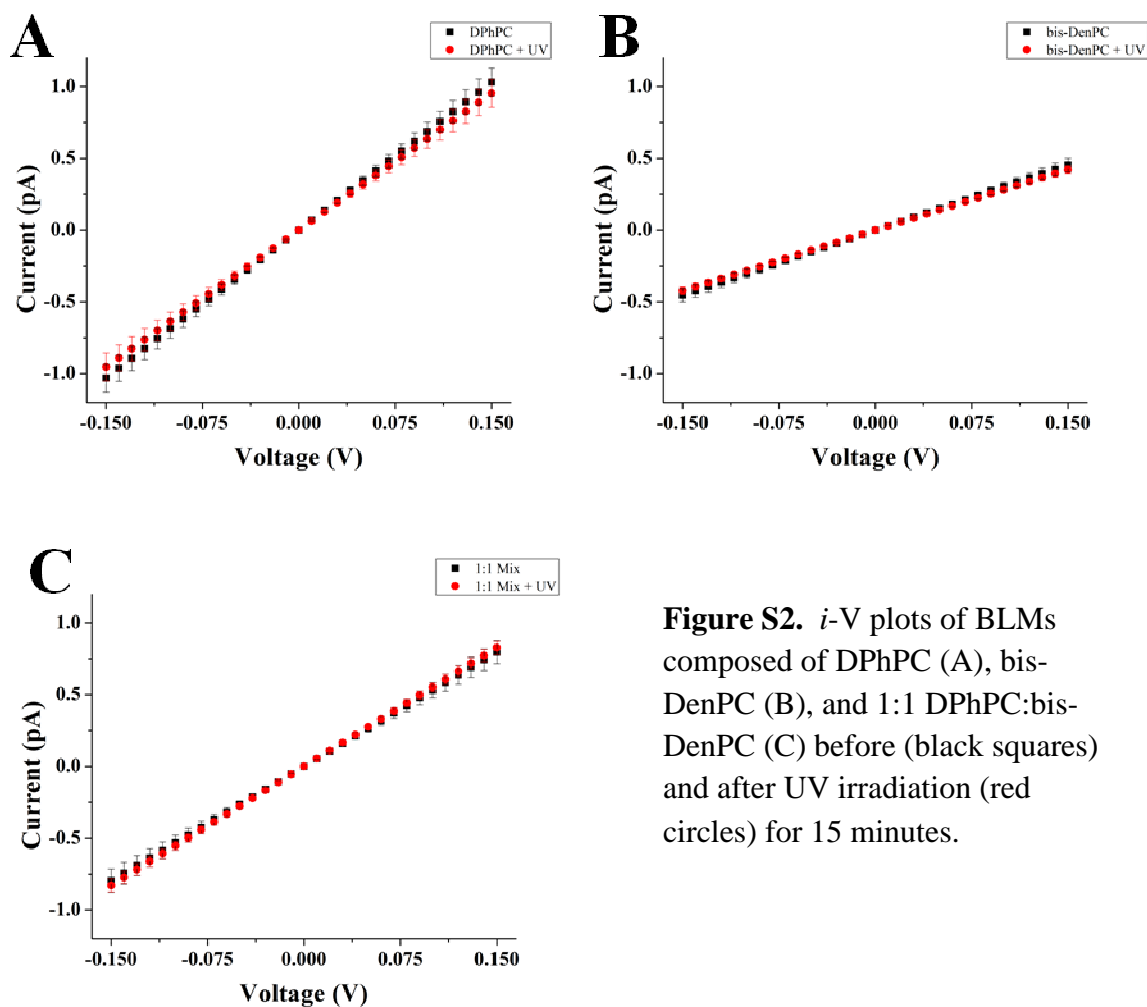 A
DPhPC
DPhPC + UV
1.0
0.5
0.0
-0.5
-1.0
Current (pA)
-0.150 -0.075 0.000 0.075 0.150
Voltage (V)
B
bis-DenPC
bis-DenPC + UV
1.0
0.5
0.0
-0.5
-1.0
Current (pA)
-0.150 -0.075 0.000 0.075 0.150
Voltage (V)
C
1:1 Mix
1:1 Mix + UV
1.0
0.5
0.0
-0.5
-1.0
Current (pA)
-0.150 -0.075 0.000 0.075 0.150
Voltage (V)
Figure S2. i-V plots of BLMs
composed of DPhPC (A), bis-
DenPC (B), and 1:1 DPhPC:bis-
DenPC (C) before (black squares)
and after UV irradiation (red
circles) for 15 minutes.